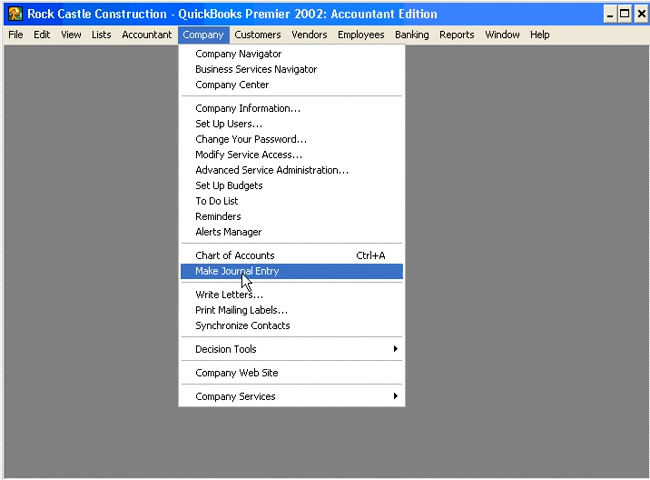 Rock Castle Construction - QuickBooks Premier 2002: Accountant Edition
File Edit View Lists Accountant Company Customers Vendors Employees Banking Reports Window Help
Company Navigator
Business Services Navigator
Company Center
Company Information...
Set Up Users...
Change Your Password...
Modify Service Access...
Advanced Service Administration...
Set Up Budgets
To Do List
Reminders
Alerts Manager
Chart of Accounts Ctrl+A
Make Journal Entry
Write Letters...
Print Mailing Labels...
Synchronize Contacts
Decision Tools
Company Web Site
Company Services